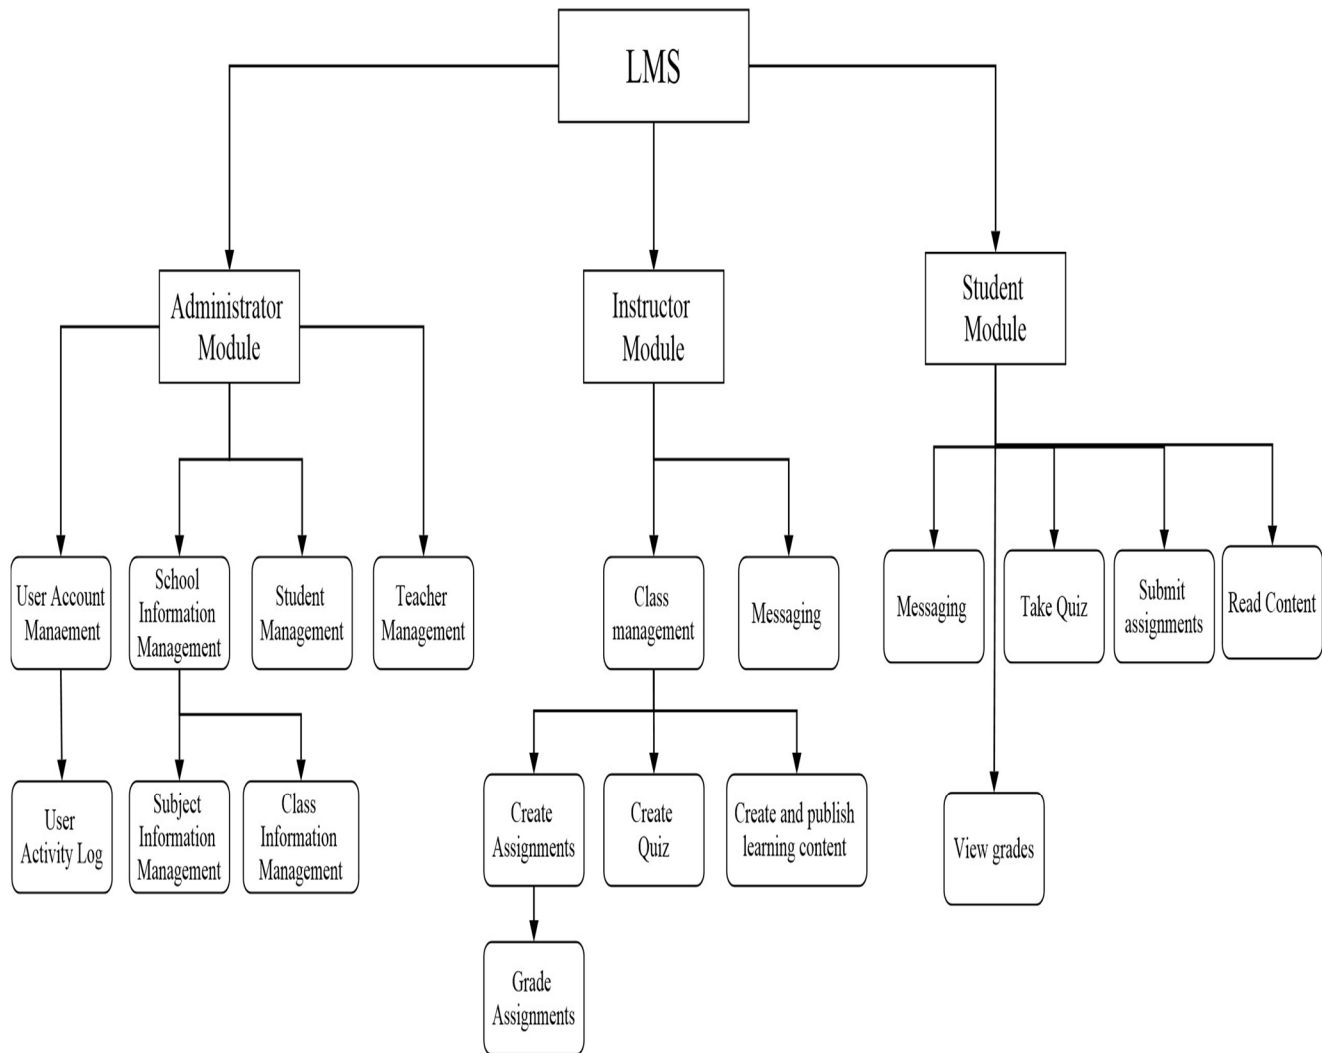 LMS
Administrator
Module
Instructor
Module
Student
Module
User Account
Manaement
School
Information
Management
Student
Management
Teacher
Management
Class
management
Messaging
Messaging
Take Quiz
Submit
assignments
Read Content
User
Activity Log
Subject
Information
Management
Class
Information
Management
Create
Assignments
Create
Quiz
Create and publish
learning content
View grades
Grade
Assignments